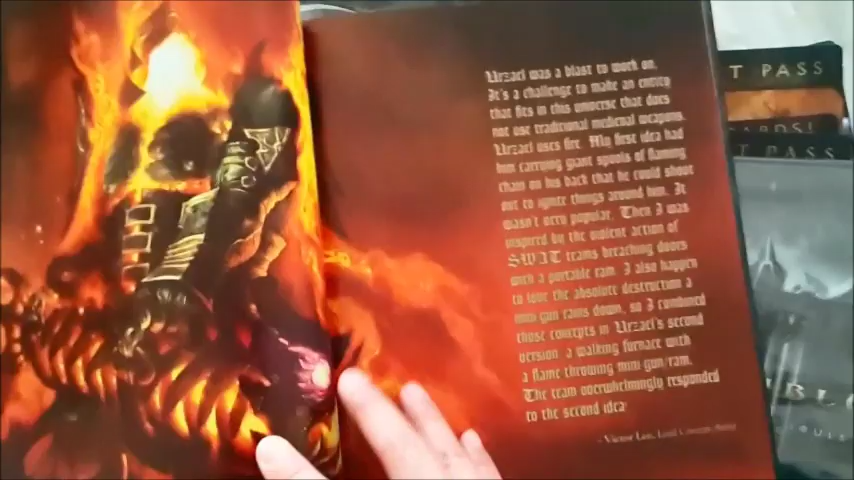 Urzael was a blast to work on.
It's a challenge to make an entity
that fits in this universe that does
not use traditional medieval weapons.
Urzael uses fire. My first idea had
him carrying giant spools of flaming
chain on his back that he could shoot
out to ignite things around him. It
wasn't very popular. Then I was
inspired by the violent action of
SWAT teams breaching doors
with a portable ram. I also happen
to love the absolute destruction a
mini gun rains down, so I combined
those concepts in Urzael's second
version: a walking furnace with
a flame throwing mini gun/ram.
The team overwhelmingly responded
to the second idea
- Victor Lee, Lead Concept Artist
T PASS
CARDS!
T PASS